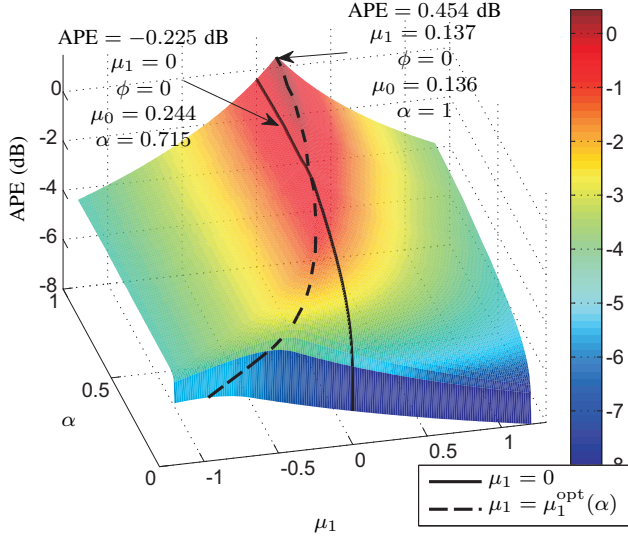 APE = −0.225 dB
μ₁ = 0
ϕ = 0
μ₀ = 0.244
α = 0.715
APE = 0.454 dB
μ₁ = 0.137
ϕ = 0
μ₀ = 0.136
α = 1
APE (dB)
0
-2
-4
-6
-8
1
0.5
0
α
-1
-0.5
0
0.5
1
μ₁
0
-1
-2
-3
-4
-5
-6
-7
-8
μ₁ = 0
μ₁ = μ₁ᵒᵖᵗ(α)